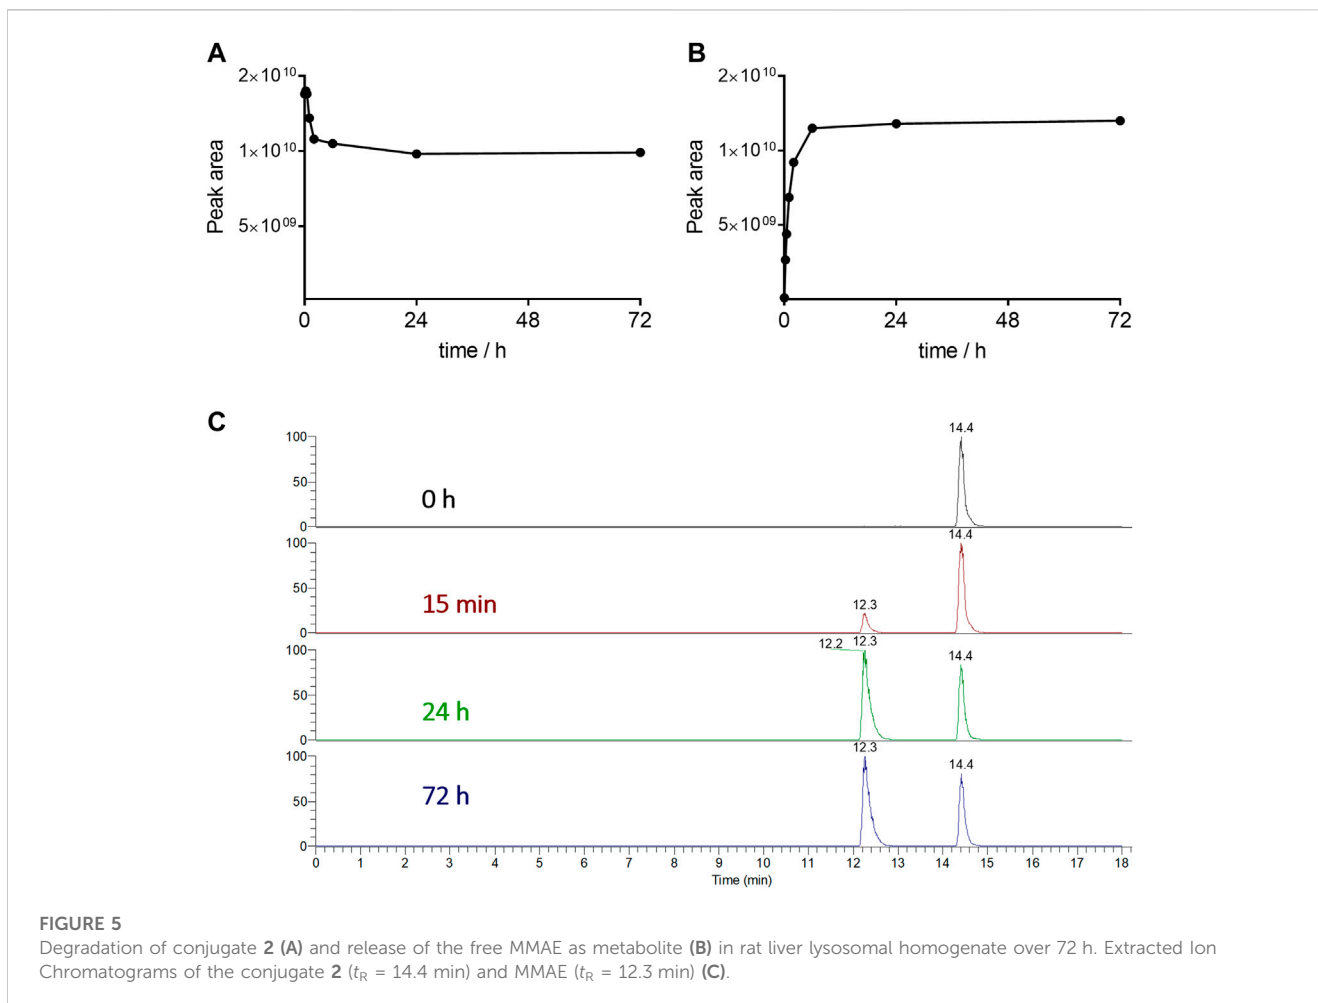 A
B
2×10¹⁰
1×10¹⁰
5×10⁰⁹
Peak area
0 24 48 72
time / h
2×10¹⁰
1×10¹⁰
5×10⁰⁹
Peak area
0 24 48 72
time / h
C
14.4
100
50
0
0 h
14.4
100
50
0
12.3
15 min
12.2 12.3
14.4
100
50
0
24 h
12.3
14.4
100
50
0
72 h
0 1 2 3 4 5 6 7 8 9 10 11 12 13 14 15 16 17 18
Time (min)
FIGURE 5
Degradation of conjugate 2 (A) and release of the free MMAE as metabolite (B) in rat liver lysosomal homogenate over 72 h. Extracted Ion
Chromatograms of the conjugate 2 (tR = 14.4 min) and MMAE (tR = 12.3 min) (C).